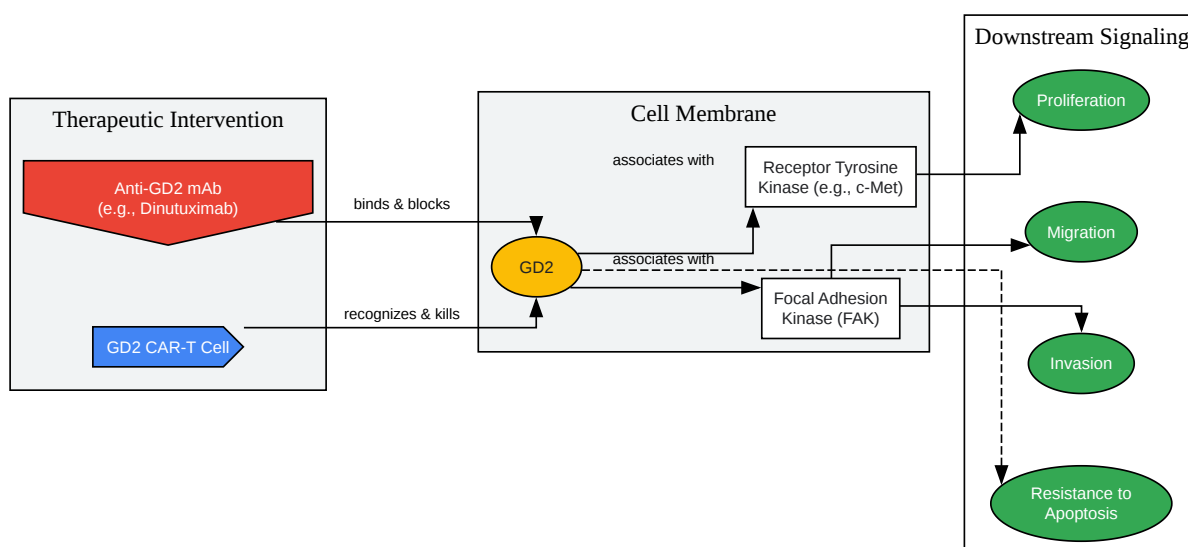 Therapeutic Intervention
Anti-GD2 mAb
(e.g., Dinutuximab)
GD2 CAR-T Cell
binds & blocks
recognizes & kills
Cell Membrane
GD2
associates with
associates with
Receptor Tyrosine
Kinase (e.g., c-Met)
Focal Adhesion
Kinase (FAK)
Downstream Signaling
Proliferation
Migration
Invasion
Resistance to
Apoptosis